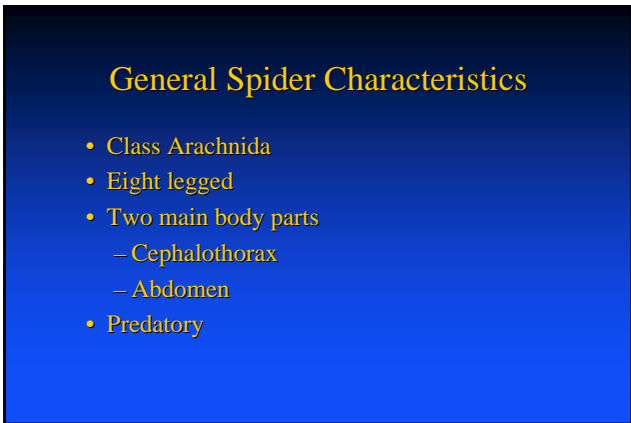 General Spider Characteristics
• Class Arachnida
• Eight legged
• Two main body parts
– Cephalothorax
– Abdomen
• Predatory